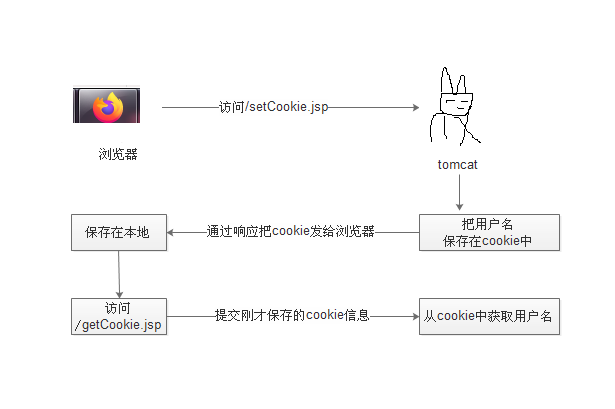 访问/setCookie.jsp
浏览器
tomcat
把用户名
保存在cookie中
通过响应把cookie发给浏览器
保存在本地
访问
/getCookie.jsp
提交刚才保存的cookie信息
从cookie中获取用户名